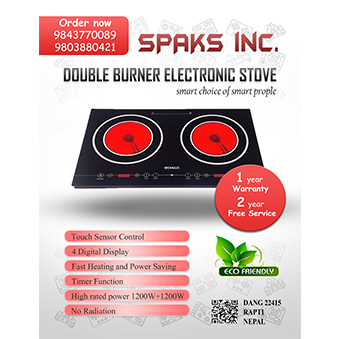 Order now
9843770089
9803880421
SPAKS INC.
DOUBLE BURNER ELECTRONIC STOVE
smart choice of smart prople
1 year
Warranty
2 year
Free Service
Touch Sensor Control
4 Digital Display
Fast Heating and Power Saving
Timer Function
High rated power 1200W+1200W
No Radiation
ECO FRIENDLY
DANG 22415
RAPTI
NEPAL